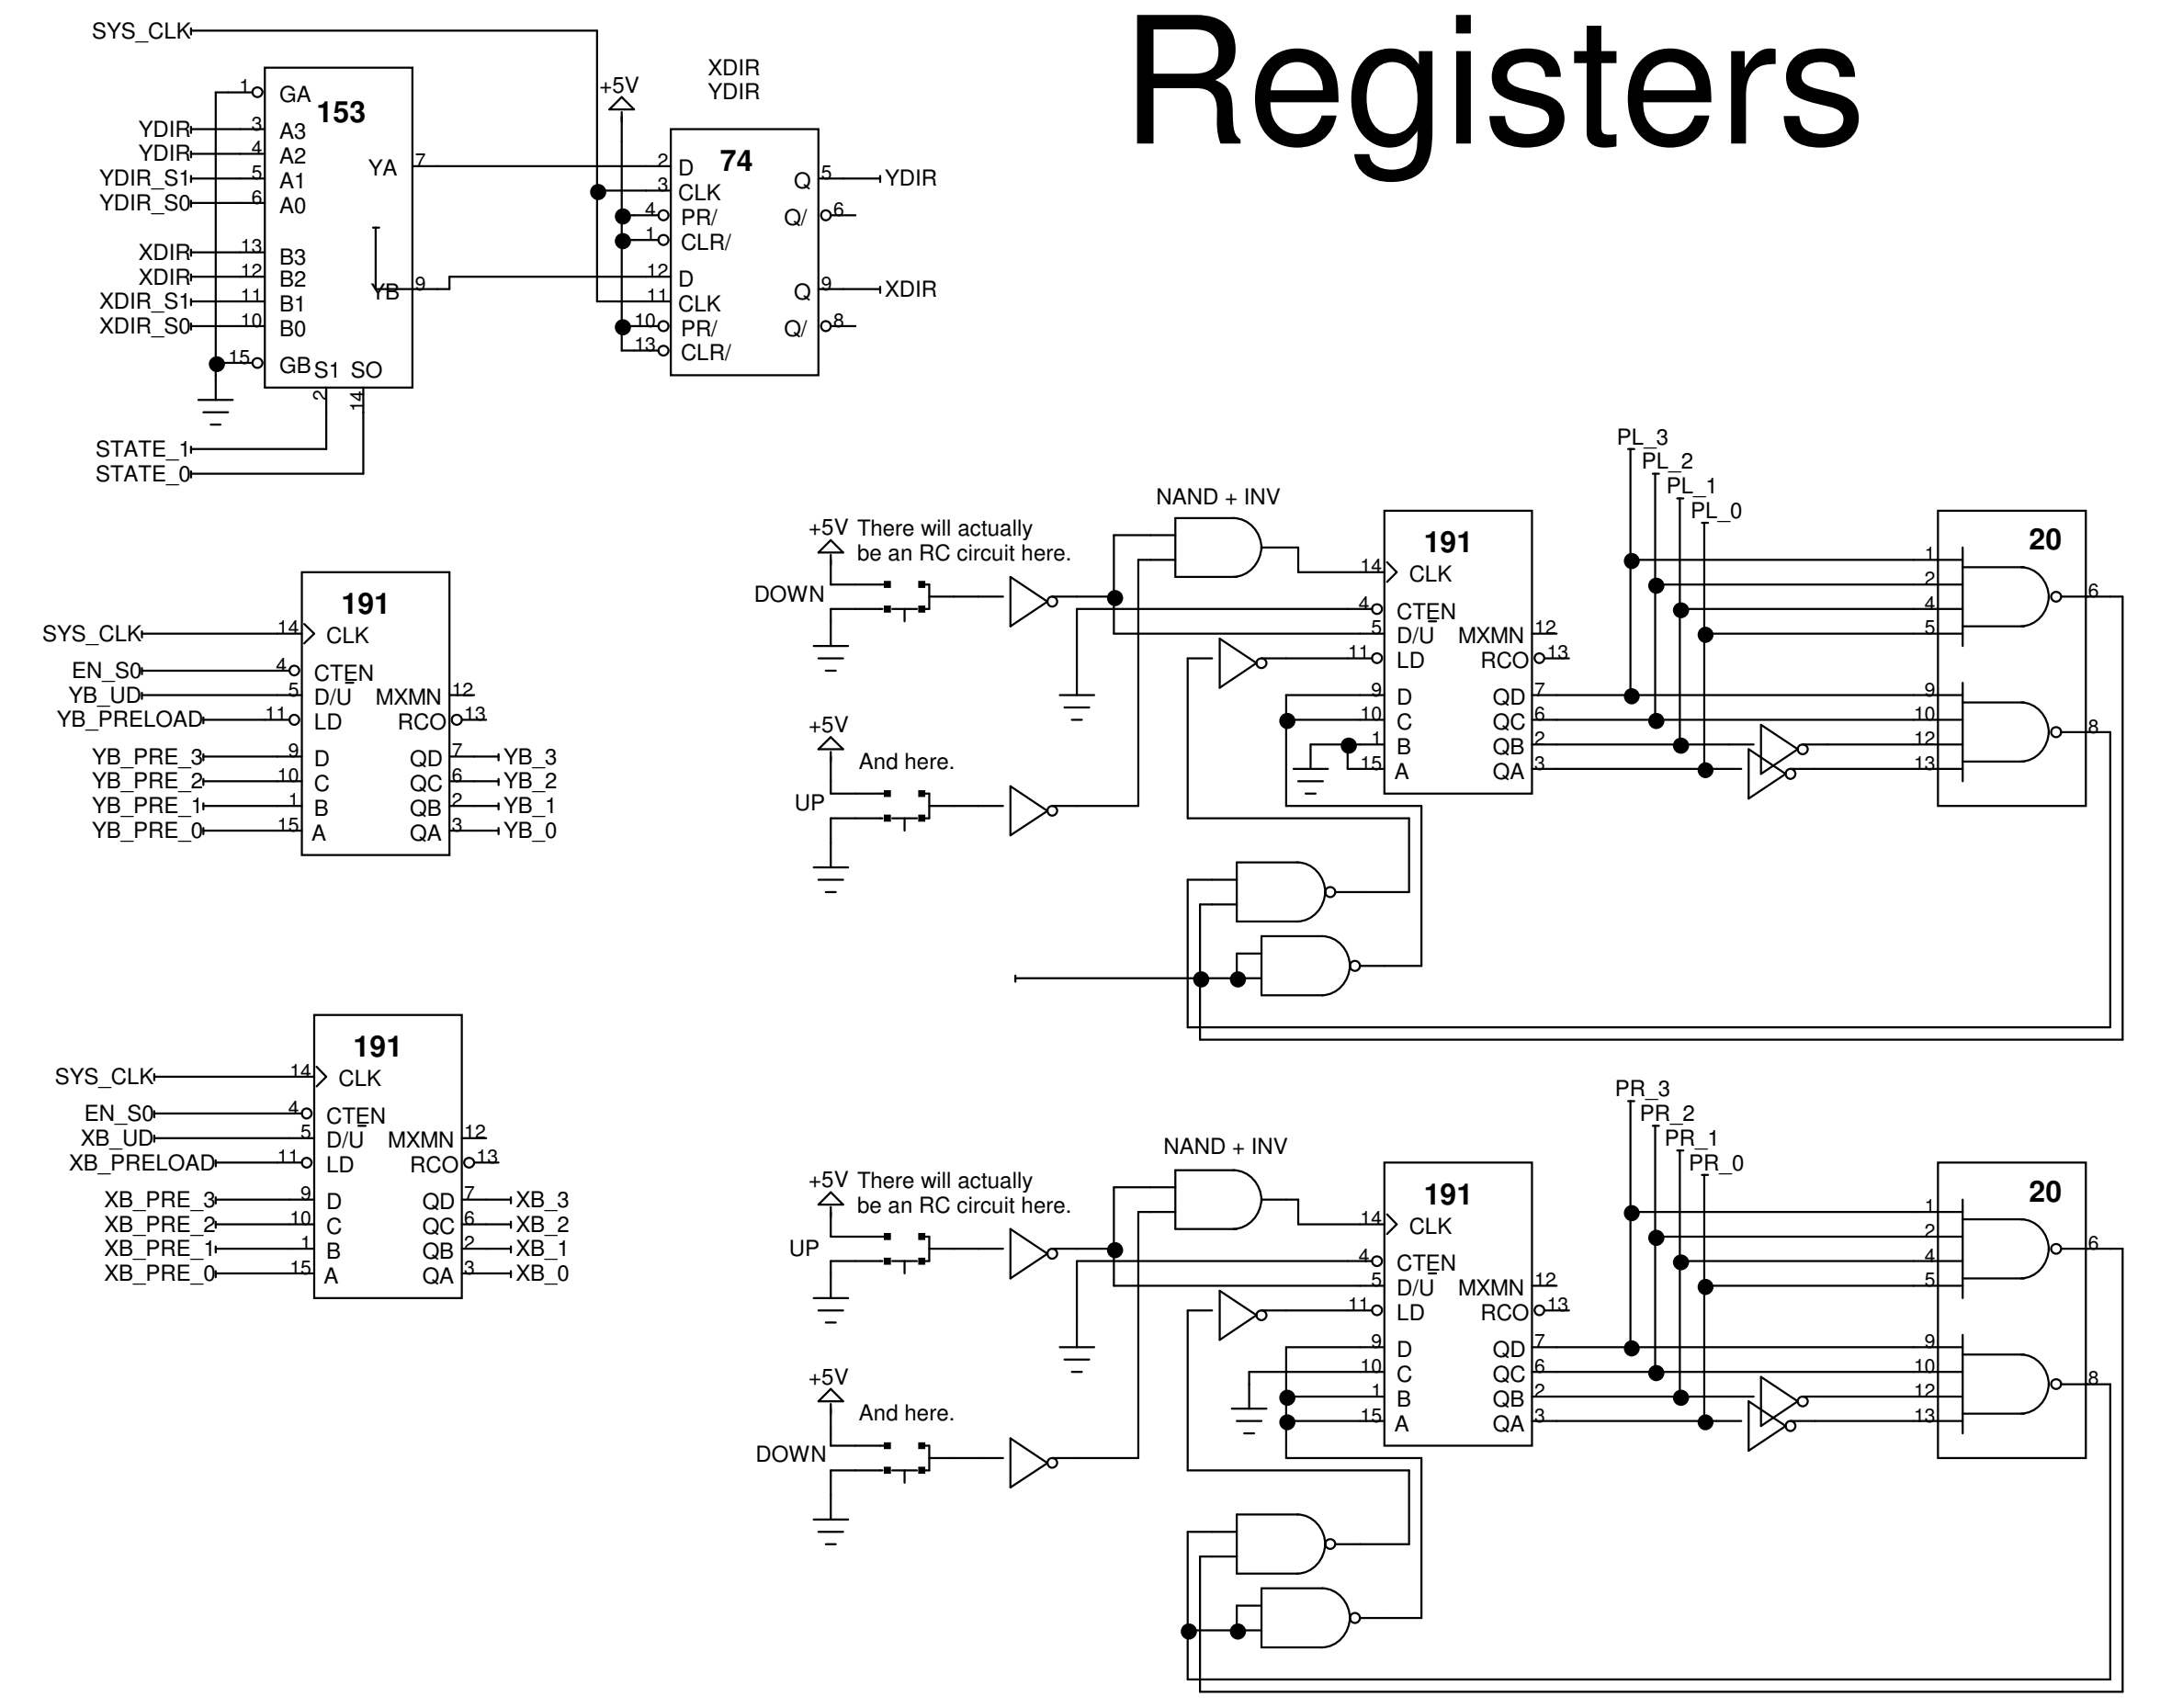 Registers
SYS_CLK
153
1 GA
YDIR 3 A3
YDIR 4 A2
YDIR_S1 5 A1
YDIR_S0 6 A0
XDIR 13 B3
XDIR 12 B2
XDIR_S1 11 B1
XDIR_S0 10 B0
15 GB S1 SO
YA 7
YB 9
2 14
STATE_1
STATE_0
XDIR
YDIR
+5V
74
2 D
3 CLK
4 PR/
1 CLR/
12 D
11 CLK
10 PR/
13 CLR/
Q 5 YDIR
Q/ 6
Q 9 XDIR
Q/ 8
191
SYS_CLK 14 CLK
EN_S0 4 CTEN
YB_UD 5 D/U MXMN 12
YB_PRELOAD 11 LD RCO 13
YB_PRE_3 9 D QD 7 YB_3
YB_PRE_2 10 C QC 6 YB_2
YB_PRE_1 1 B QB 2 YB_1
YB_PRE_0 15 A QA 3 YB_0
191
SYS_CLK 14 CLK
EN_S0 4 CTEN
XB_UD 5 D/U MXMN 12
XB_PRELOAD 11 LD RCO 13
XB_PRE_3 9 D QD 7 XB_3
XB_PRE_2 10 C QC 6 XB_2
XB_PRE_1 1 B QB 2 XB_1
XB_PRE_0 15 A QA 3 XB_0
NAND + INV
+5V There will actually
be an RC circuit here.
DOWN
+5V
And here.
UP
191
14 CLK
4 CTEN
5 D/U MXMN 12
11 LD RCO 13
9 D QD 7
10 C QC 6
1 B QB 2
15 A QA 3
PL_3
PL_2
PL_1
PL_0
20
1
2
4
5
6
9
10
12
13
8
NAND + INV
+5V There will actually
be an RC circuit here.
UP
+5V
And here.
DOWN
191
14 CLK
4 CTEN
5 D/U MXMN 12
11 LD RCO 13
9 D QD 7
10 C QC 6
1 B QB 2
15 A QA 3
PR_3
PR_2
PR_1
PR_0
20
1
2
4
5
6
9
10
12
13
8